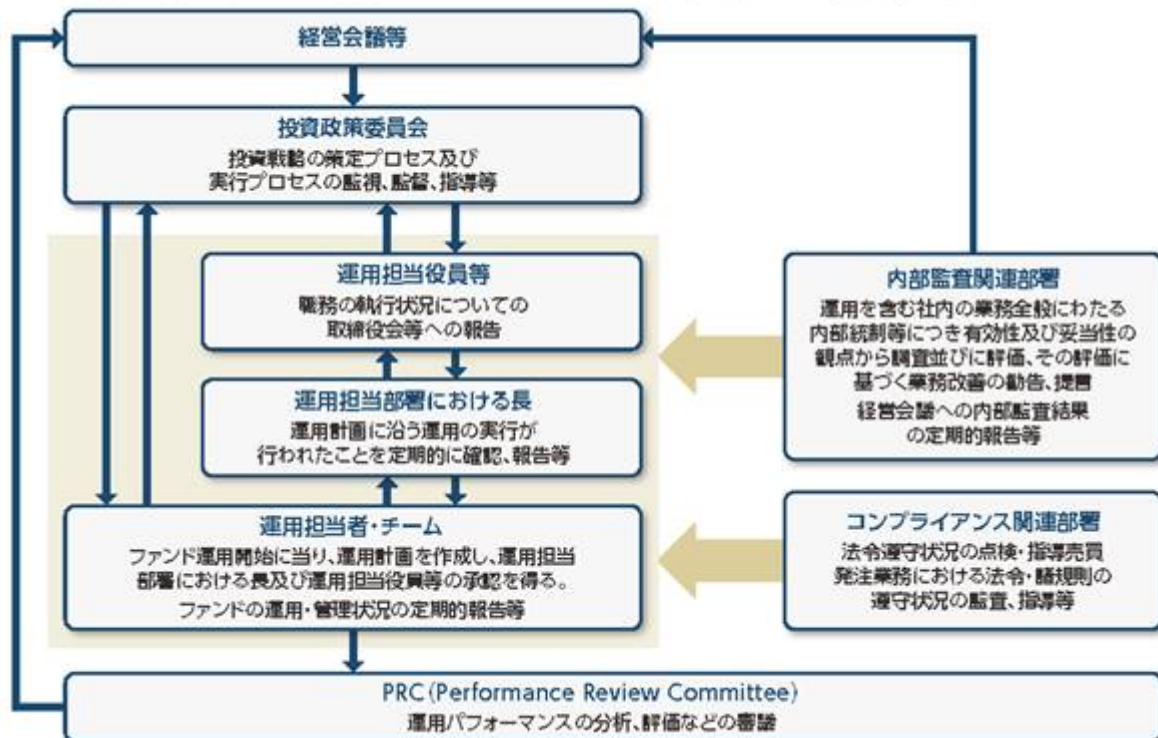 経営会議等
投資政策委員会
投資戦略の策定プロセス及び
実行プロセスの監視、監督、指導等
運用担当役員等
職務の執行状況についての
取締役会等への報告
運用担当部署における長
運用計画に沿う運用の実行が
行われたことを定期的に確認、報告等
運用担当者・チーム
ファンド運用開始に当り、運用計画を作成し、運用担当
部署における長及び運用担当役員等の承認を得る。
ファンドの運用・管理状況の定期的報告等
内部監査関連部署
運用を含む社内の業務全般にわたる
内部統制等につき有効性及び妥当性の
観点から調査並びに評価、その評価に
基づく業務改善の勧告、提言
経営会議への内部監査結果
の定期的報告等
コンプライアンス関連部署
法令遵守状況の点検・指導売買
発注業務における法令・諸規則の
遵守状況の監査、指導等
PRC（Performance Review Committee）
運用パフォーマンスの分析、評価などの審議